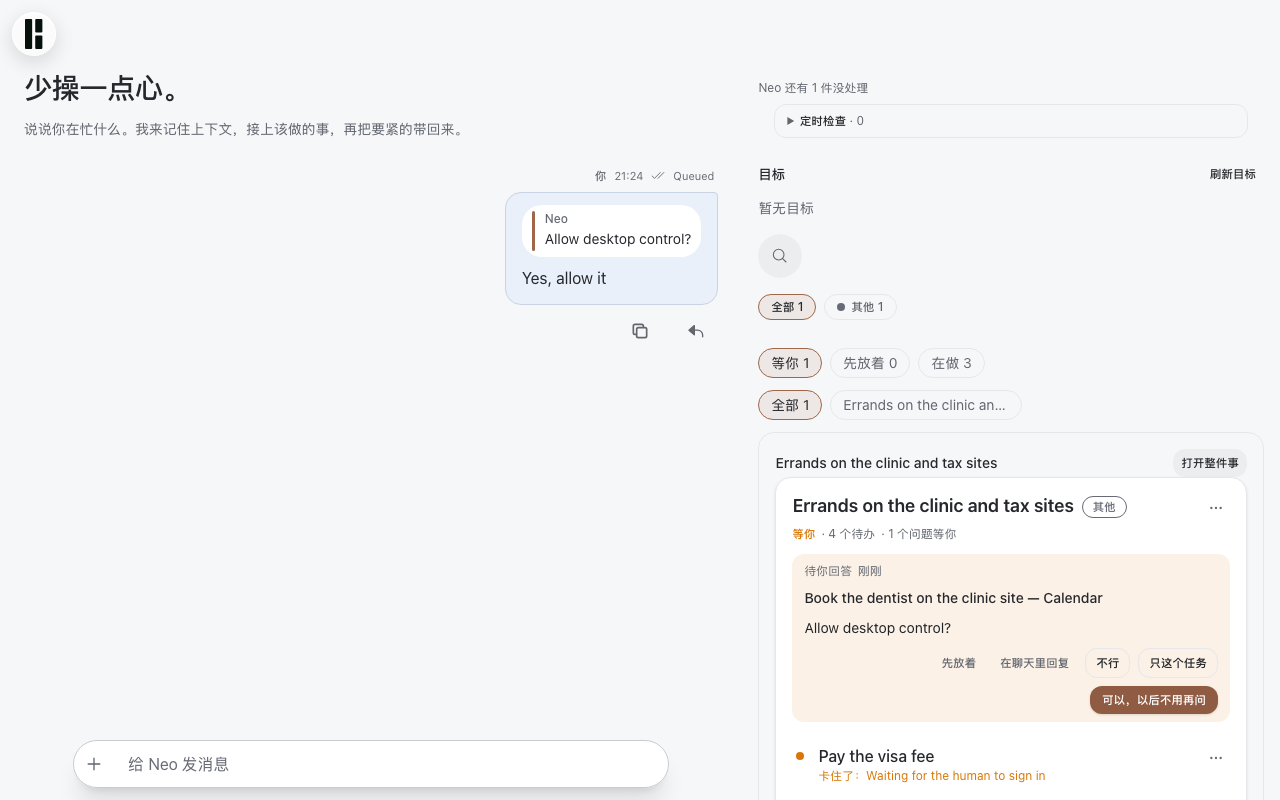 少操一点心。
说说你在忙什么。我来记住上下文，接上该做的事，再把要紧的带回来。
你 21:24 Queued
Neo
Allow desktop control?
Yes, allow it
给 Neo 发消息
Neo 还有 1 件没处理
定时检查 · 0
目标 刷新目标
暂无目标
全部 1 其他 1
等你 1 先放着 0 在做 3
全部 1 Errands on the clinic an...
Errands on the clinic and tax sites 打开整件事
Errands on the clinic and tax sites 其他
等你 · 4 个待办 · 1 个问题等你
待你回答 刚刚
Book the dentist on the clinic site — Calendar
Allow desktop control?
先放着 在聊天里回复 不行 只这个任务
可以，以后不用再问
Pay the visa fee
卡住了： Waiting for the human to sign in